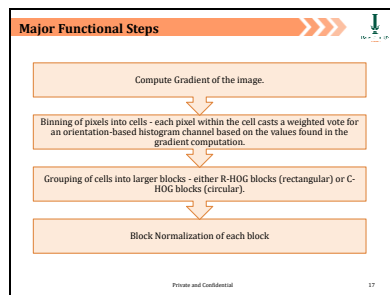 Major Functional Steps
Compute Gradient of the image.
Binning of pixels into cells - each pixel within the cell casts a weighted vote for
an orientation-based histogram channel based on the values found in the
gradient computation.
Grouping of cells into larger blocks - either R-HOG blocks (rectangular) or C-
HOG blocks (circular).
Block Normalization of each block
Private and Confidential
17